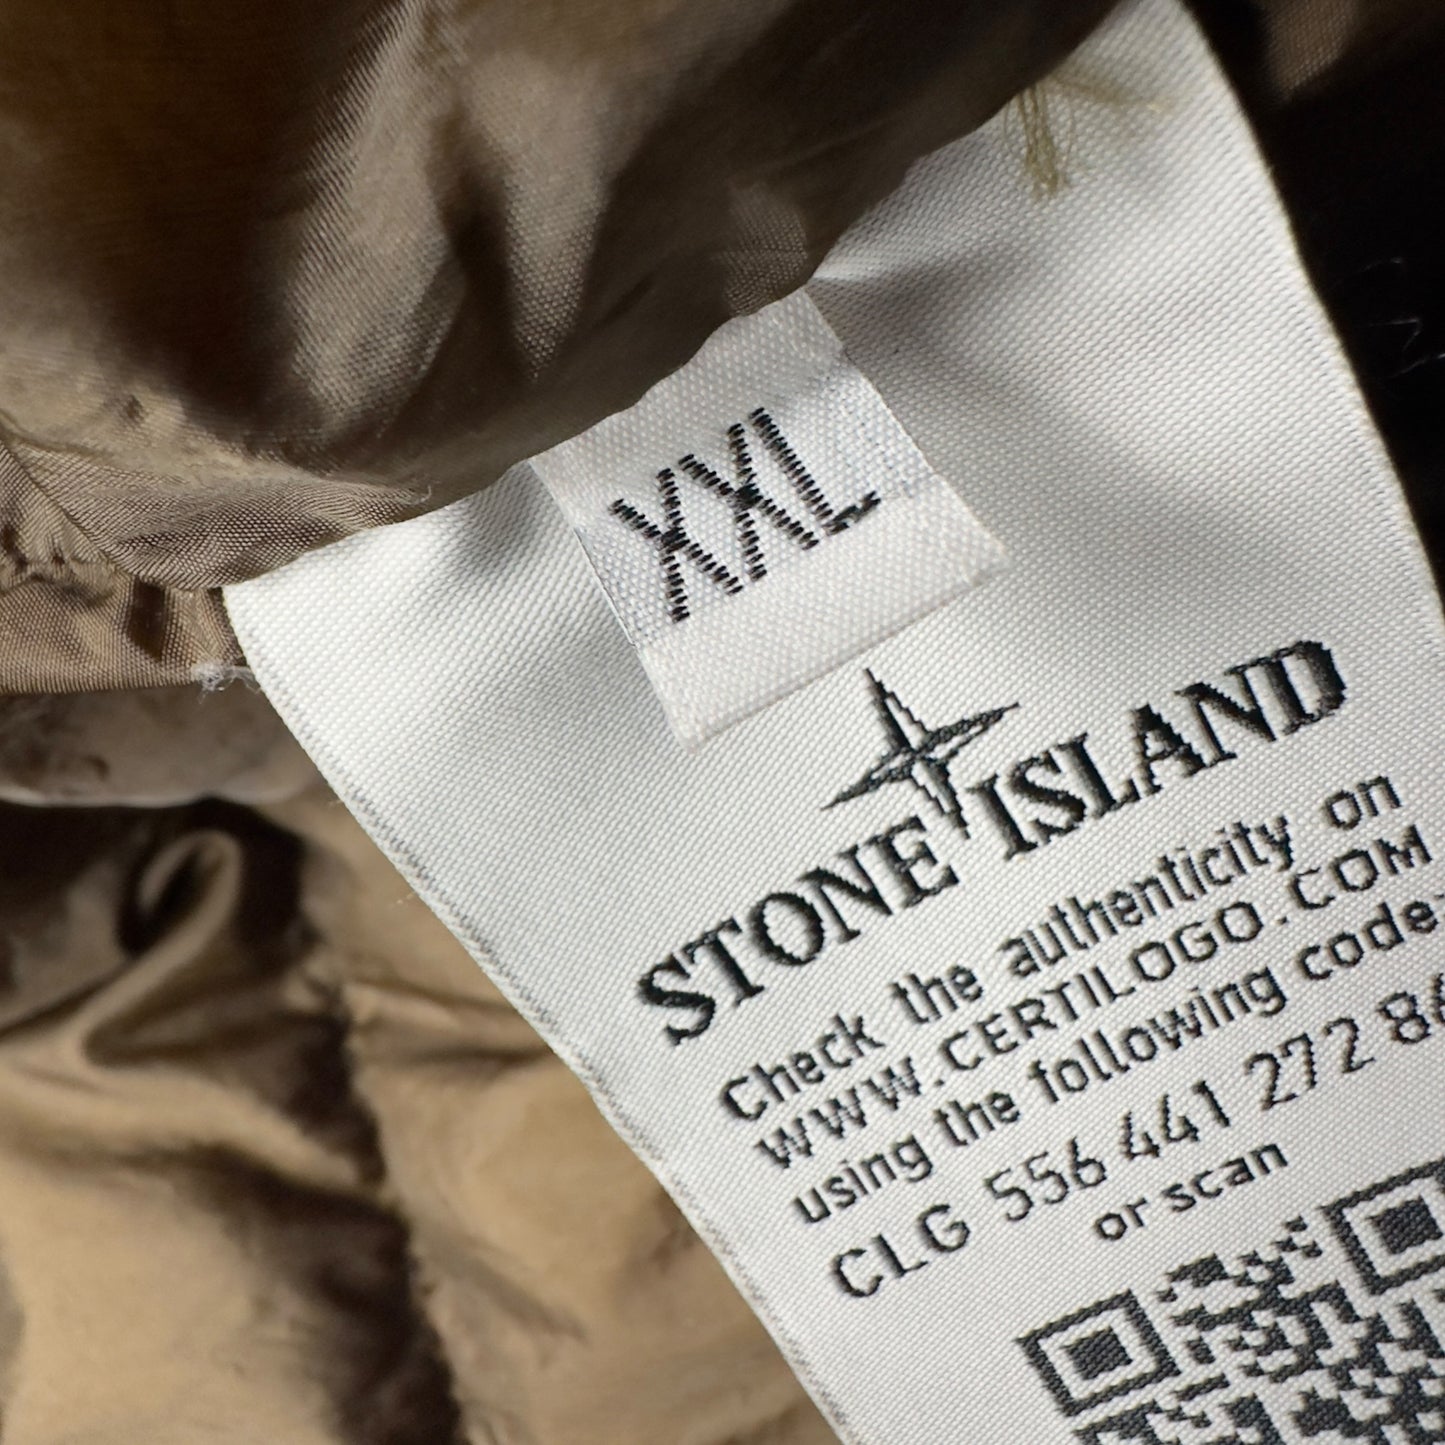 XXL
STONE ISLAND
Check the authenticity on
WWW.CERTILOGO.COM
using the following code:
CLG 556 441 272 86
or scan